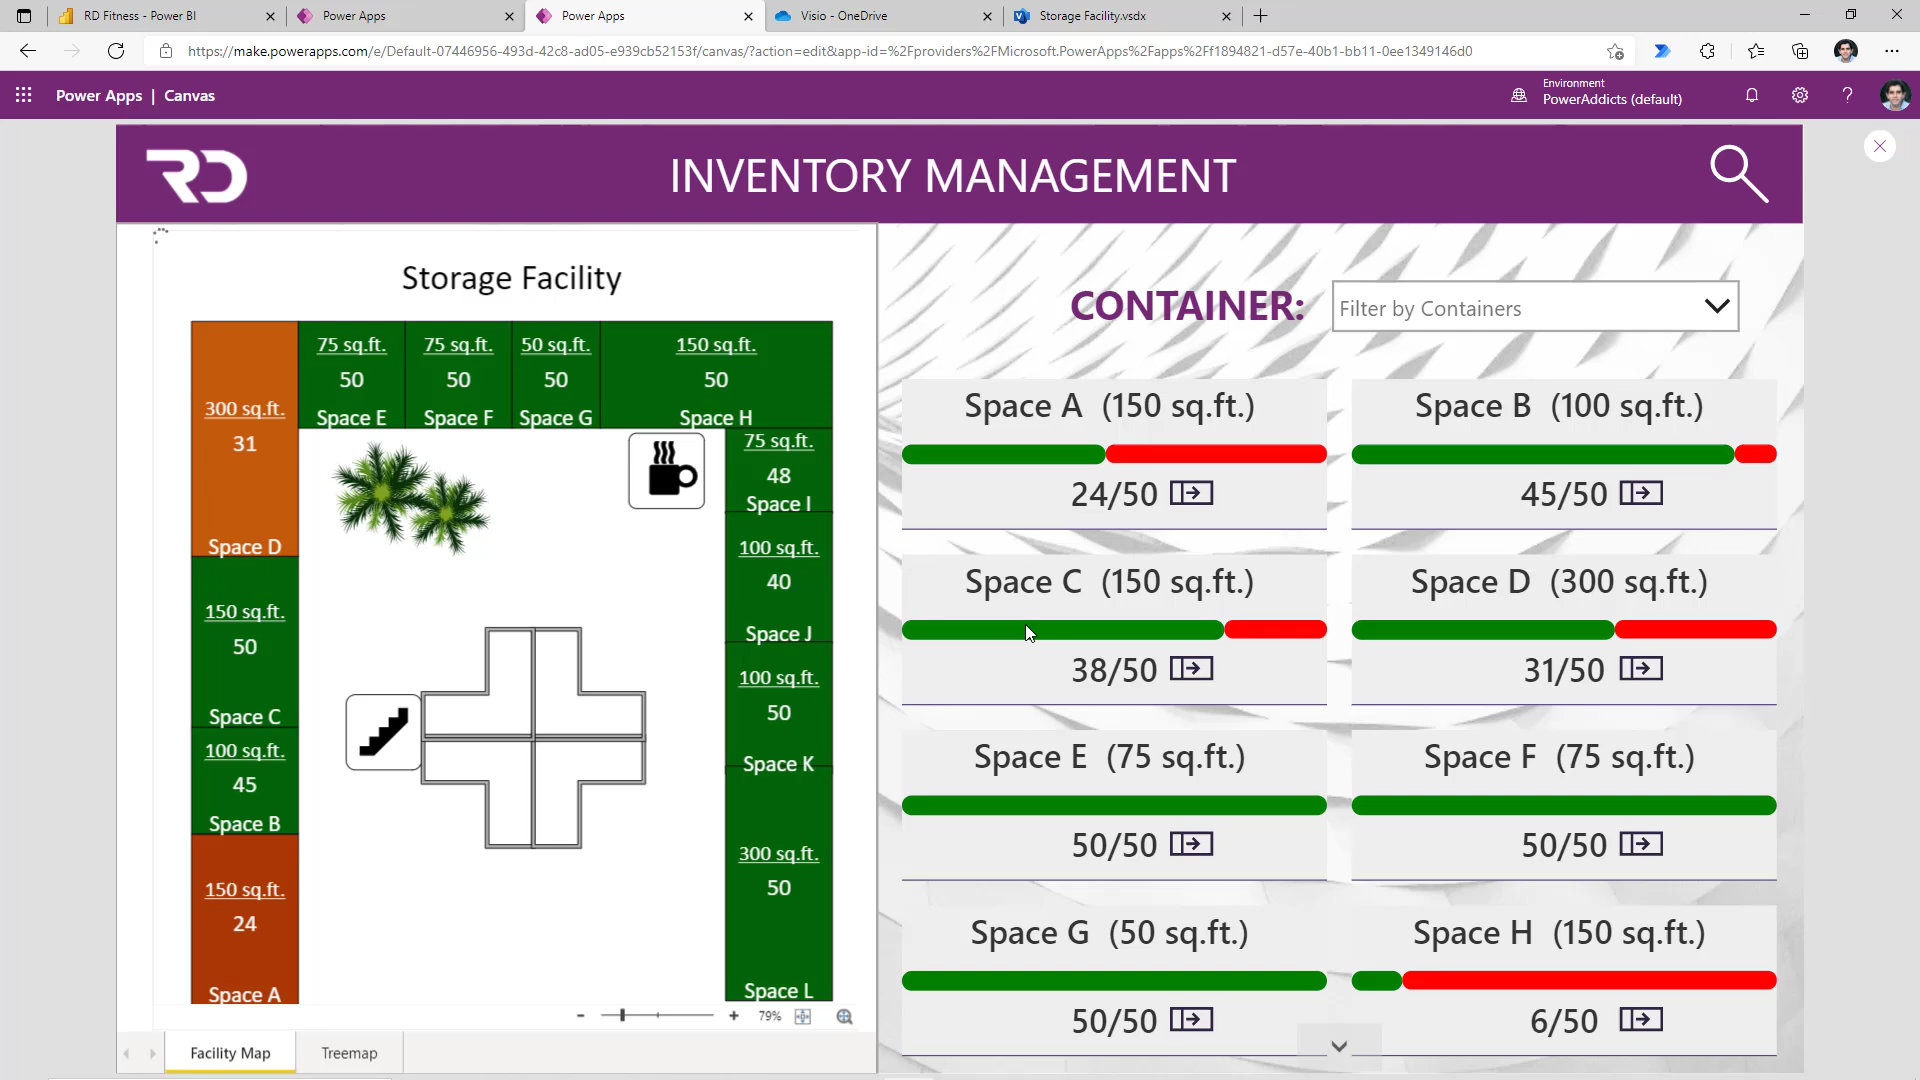 RD Fitness - Power BI
Power Apps
Power Apps
Visio - OneDrive
Storage Facility.vsdx
https://make.powerapps.com/e/Default-07446956-493d-42c8-ad05-e939cb52153f/canvas/?action=edit&app-id=%2Fproviders%2FMicrosoft.PowerApps%2Fapps%2Ff1894821-d57e-40b1-bb11-0ee1349146d0
Power Apps | Canvas
Environment
PowerAddicts (default)
RD
INVENTORY MANAGEMENT
Storage Facility
300 sq.ft.
31
Space D
75 sq.ft.
50
Space E
75 sq.ft.
50
Space F
50 sq.ft.
50
Space G
150 sq.ft.
50
Space H
75 sq.ft.
48
Space I
100 sq.ft.
40
Space J
100 sq.ft.
50
Space K
300 sq.ft.
50
Space L
150 sq.ft.
50
Space C
100 sq.ft.
45
Space B
150 sq.ft.
24
Space A
- + 79%
Facility Map
Treemap
CONTAINER:
Filter by Containers
Space A (150 sq.ft.)
24/50
Space B (100 sq.ft.)
45/50
Space C (150 sq.ft.)
38/50
Space D (300 sq.ft.)
31/50
Space E (75 sq.ft.)
50/50
Space F (75 sq.ft.)
50/50
Space G (50 sq.ft.)
50/50
Space H (150 sq.ft.)
6/50